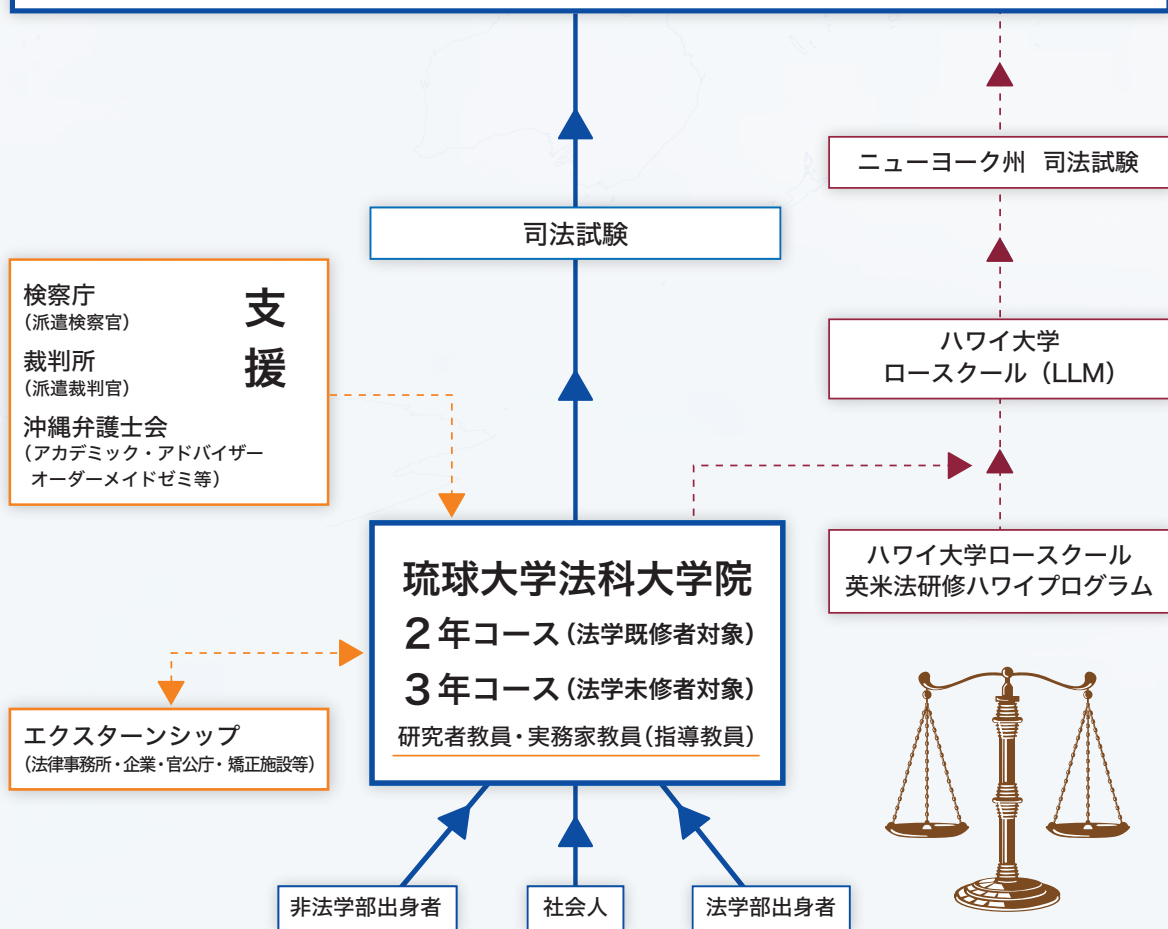 ニューヨーク州 司法試験
司法試験
検察庁
（派遣検察官）
裁判所
（派遣裁判官）
沖縄弁護士会
（アカデミック・アドバイザー
オーダーメイドゼミ等）
支
援
ハワイ大学
ロースクール（LLM）
ハワイ大学ロースクール
英米法研修ハワイプログラム
琉球大学法科大学院
2年コース（法学既修者対象）
3年コース（法学未修者対象）
研究者教員・実務家教員（指導教員）
エクスターンシップ
（法律事務所・企業・官公庁・矯正施設等）
非法学部出身者
社会人
法学部出身者